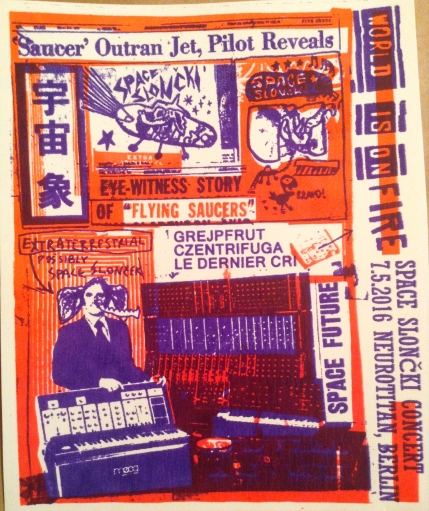 Saucer' Outran Jet, Pilot Reveals
SPACE
SLONČKI
宇宙象
EYE-WITNESS STORY
OF "FLYING SAUCERS"
EXTRATERRESTRIAL
POSSIBLY
SPACE SLONČEK
GREJPFRUT
CZENTRIFUGA
LE DERNIER CRI
SPACE FUTURE
moog
WORLD IS ON FIRE
SPACE SLONČKI CONCERT
7.5.2016 NEUROTITAN, BERLIN